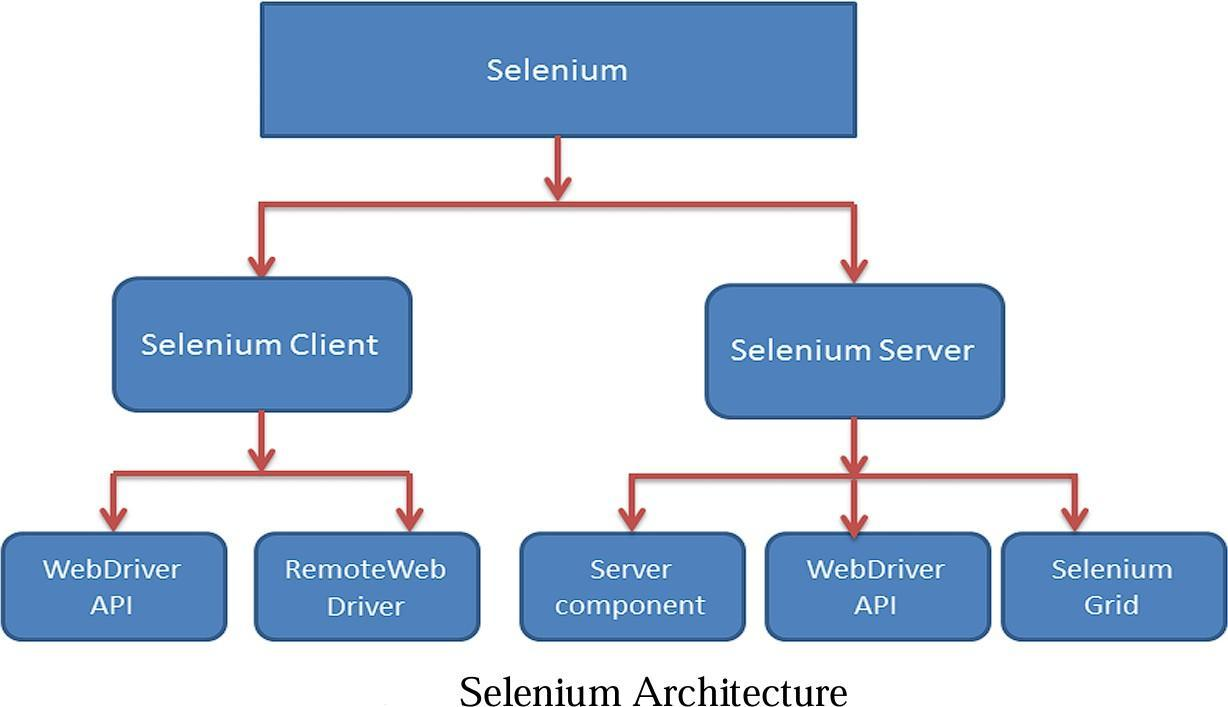 Selenium
Selenium Client
Selenium Server
WebDriver
API
RemoteWeb
Driver
Server
component
WebDriver
API
Selenium
Grid
Selenium Architecture